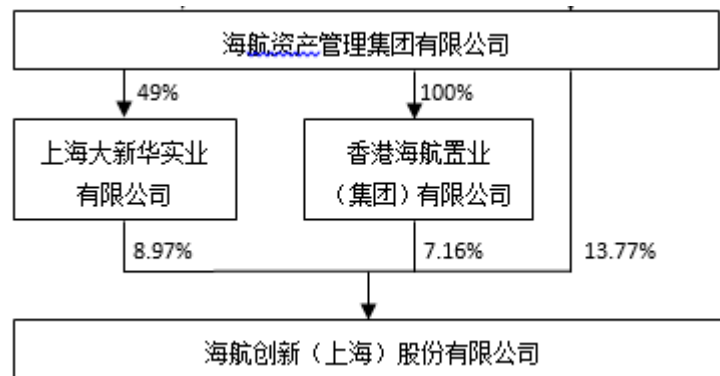 海航资产管理集团有限公司
49%
100%
上海大新华实业
有限公司
香港海航置业
（集团）有限公司
8.97%
7.16%
13.77%
海航创新（上海）股份有限公司